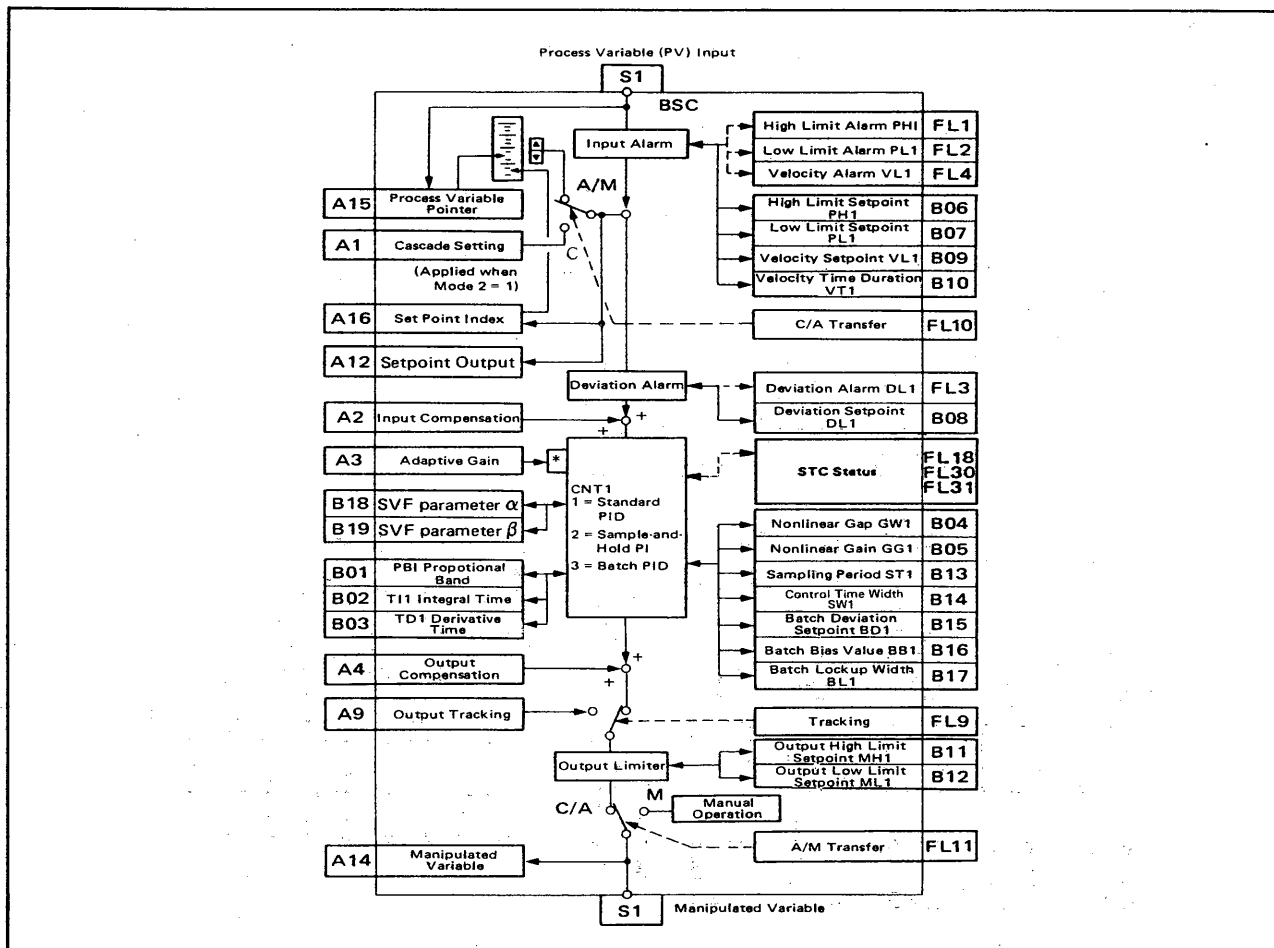 Process Variable (PV) Input
S1
BSC
Input Alarm
High Limit Alarm PHI FL1
Low Limit Alarm PL1 FL2
Velocity Alarm VL1 FL4
A/M
A15 Process Variable
Pointer
High Limit Setpoint
PH1 B06
Low Limit Setpoint
PL1 B07
A1 Cascade Setting
C
Velocity Setpoint VL1 B09
(Applied when
Mode 2 = 1)
Velocity Time Duration
VT1 B10
A16 Set Point Index
C/A Transfer FL10
A12 Setpoint Output
Deviation Alarm
Deviation Alarm DL1 FL3
Deviation Setpoint
DL1 B08
A2 Input Compensation
+
+
A3 Adaptive Gain
*
STC Status
FL18
FL30
FL31
CNT1
1 = Standard
PID
2 = Sample-and-
Hold PI
3 = Batch PID
B18 SVF parameter α
B19 SVF parameter β
Nonlinear Gap GW1 B04
Nonlinear Gain GG1 B05
Sampling Period ST1 B13
Control Time Width
SW1 B14
Batch Deviation
Setpoint BD1 B15
Batch Bias Value BB1 B16
Batch Lockup Width
BL1 B17
B01 PBI Propotional
Band
B02 TI1 Integral Time
B03 TD1 Derivative
Time
A4 Output
Compensation
+
+
A9 Output Tracking
Tracking FL9
Output Limiter
Output High Limit
Setpoint MH1 B11
Output Low Limit
Setpoint ML1 B12
C/A
M
Manual
Operation
A/M Transfer FL11
A14 Manipulated
Variable
S1
Manipulated Variable